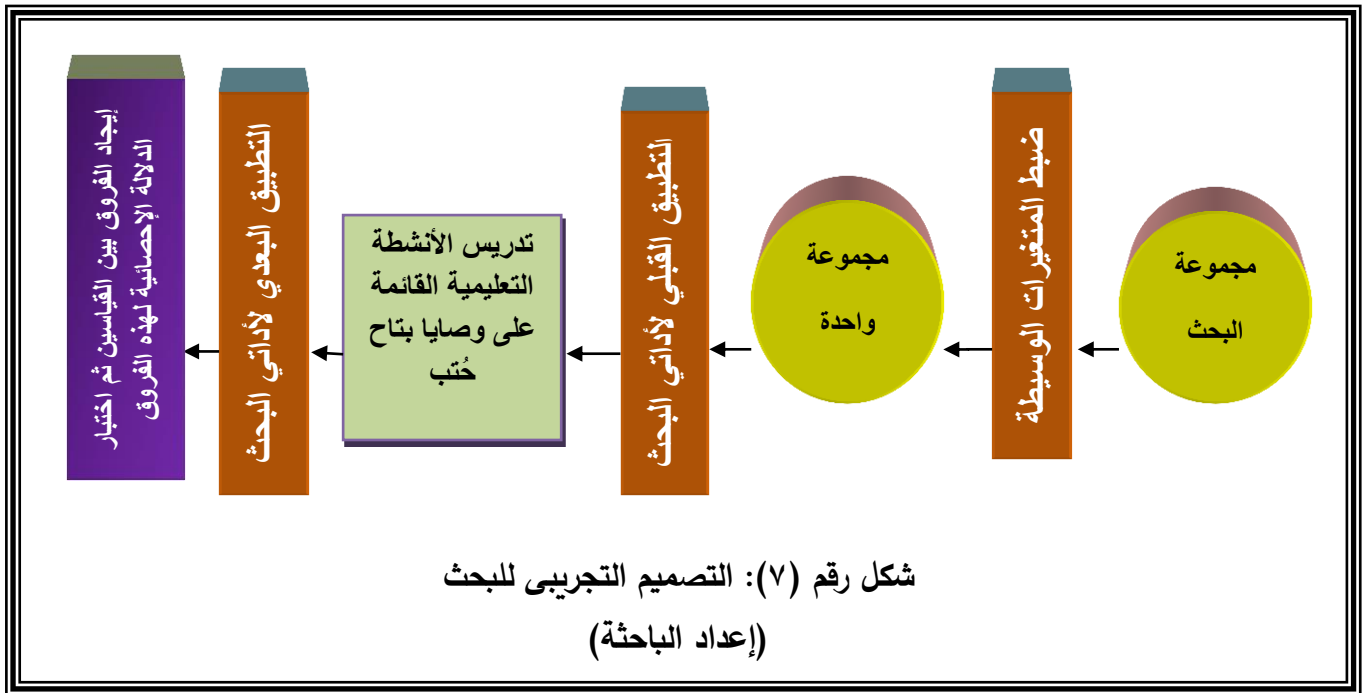 مجموعة
البحث
ضبط المتغيرات الوسيطة
مجموعة
واحدة
التطبيق القبلي لأداتي البحث
تدريس الأنشطة
التعليمية القائمة
على وصايا بتاح
حُتب
التطبيق البعدي لأداتي البحث
إيجاد الفروق بين القياسين ثم اختبار
الدلالة الإحصائية لهذه الفروق
شكل رقم (٧): التصميم التجريبى للبحث
(إعداد الباحثة)